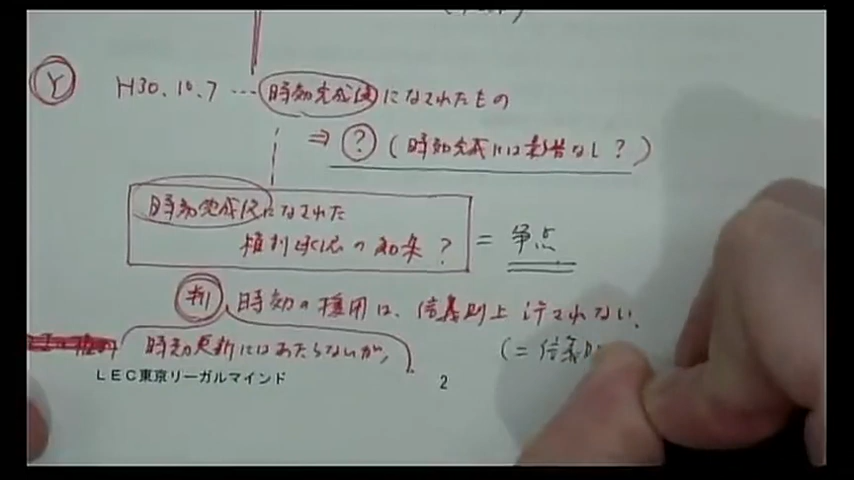 Ⓨ H30.10.7 … 時効完成後になされたもの
⇒ ? (時効完成には影響なし?)
時効完成後になされた
権利承認の効果? = 争点
判 時効の援用は、信義則上許されない。
時効更新にはあたらないが、 (= 信義則
LEC東京リーガルマインド 2